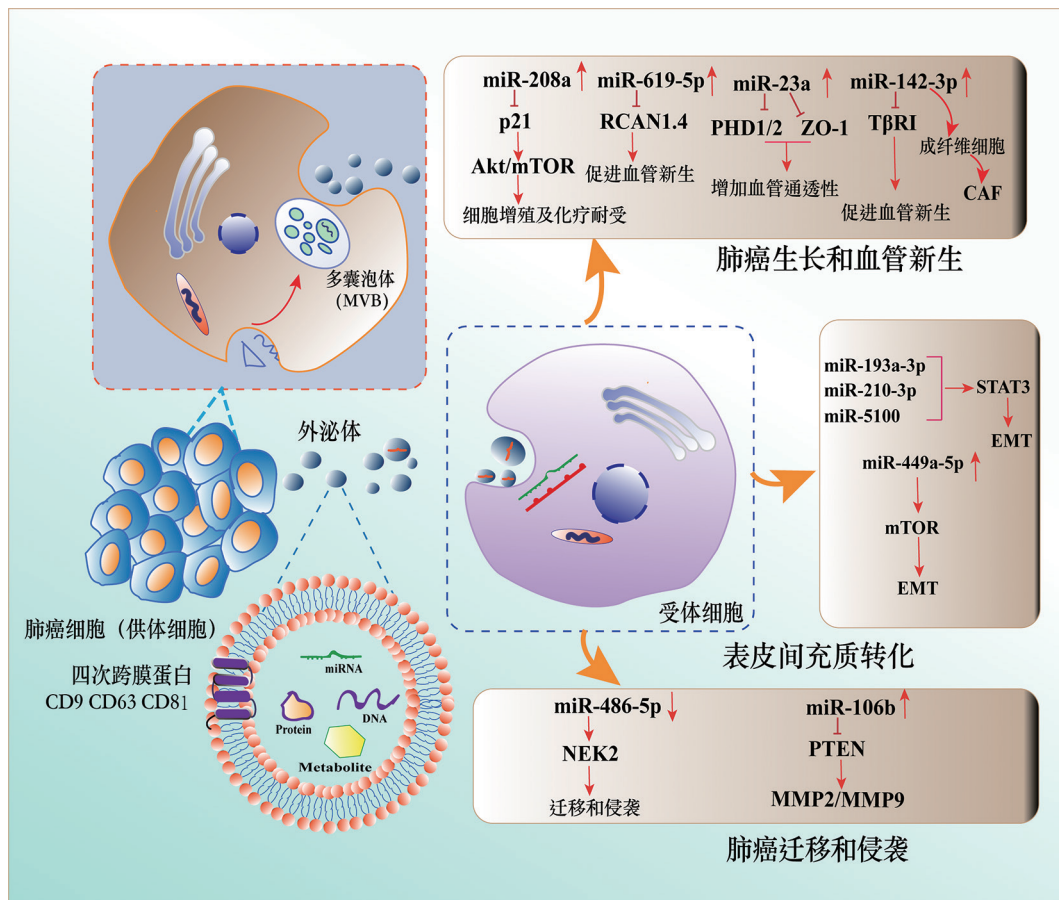 多囊泡体
(MVB)
外泌体
肺癌细胞（供体细胞）
四次跨膜蛋白
CD9 CD63 CD81
miRNA
Protein
DNA
Metabolite
受体细胞
miR-208a
p21
Akt/mTOR
细胞增殖及化疗耐受
miR-619-5p
RCAN1.4
促进血管新生
miR-23a
PHD1/2 ZO-1
增加血管通透性
miR-142-3p
TβRI
促进血管新生
成纤维细胞
CAF
肺癌生长和血管新生
miR-193a-3p
miR-210-3p
miR-5100
STAT3
EMT
miR-449a-5p
mTOR
EMT
表皮间充质转化
miR-486-5p
NEK2
迁移和侵袭
miR-106b
PTEN
MMP2/MMP9
肺癌迁移和侵袭